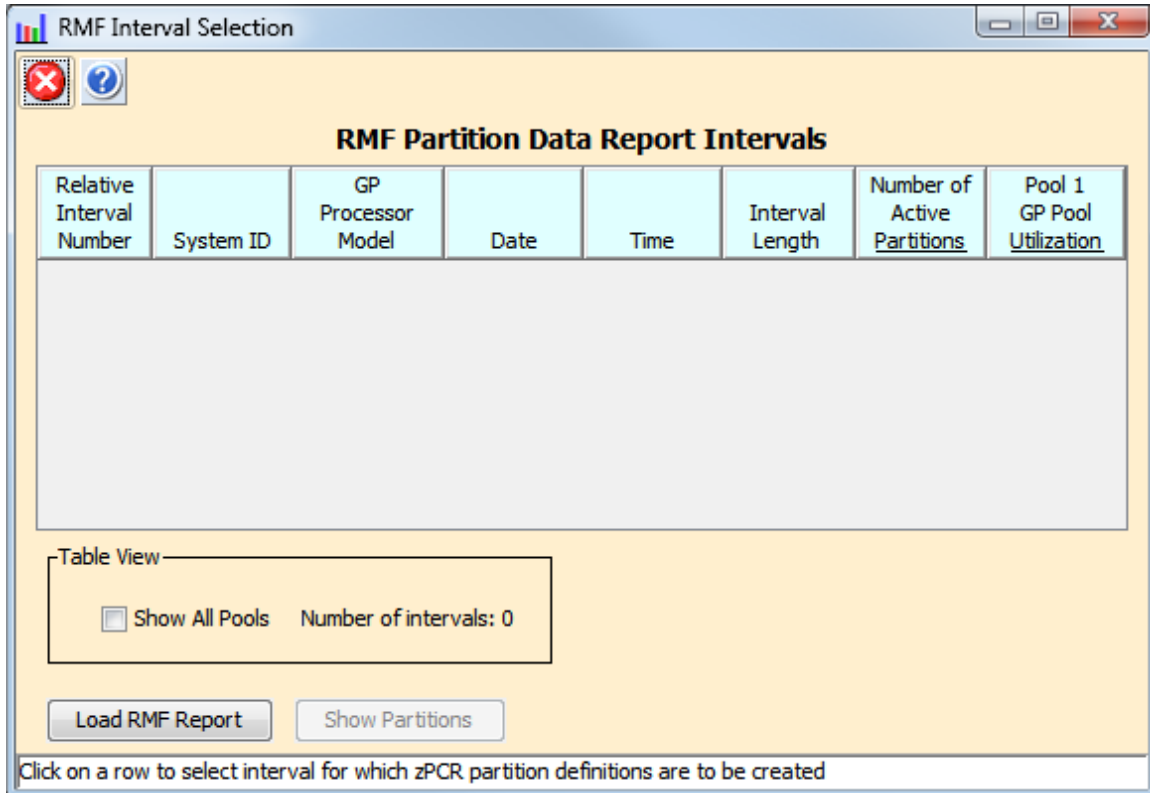 RMF Interval Selection
RMF Partition Data Report Intervals
Relative
Interval
Number
System ID
GP
Processor
Model
Date
Time
Interval
Length
Number of
Active
Partitions
Pool 1
GP Pool
Utilization
Table View
Show All Pools
Number of intervals: 0
Load RMF Report
Show Partitions
Click on a row to select interval for which zPCR partition definitions are to be created